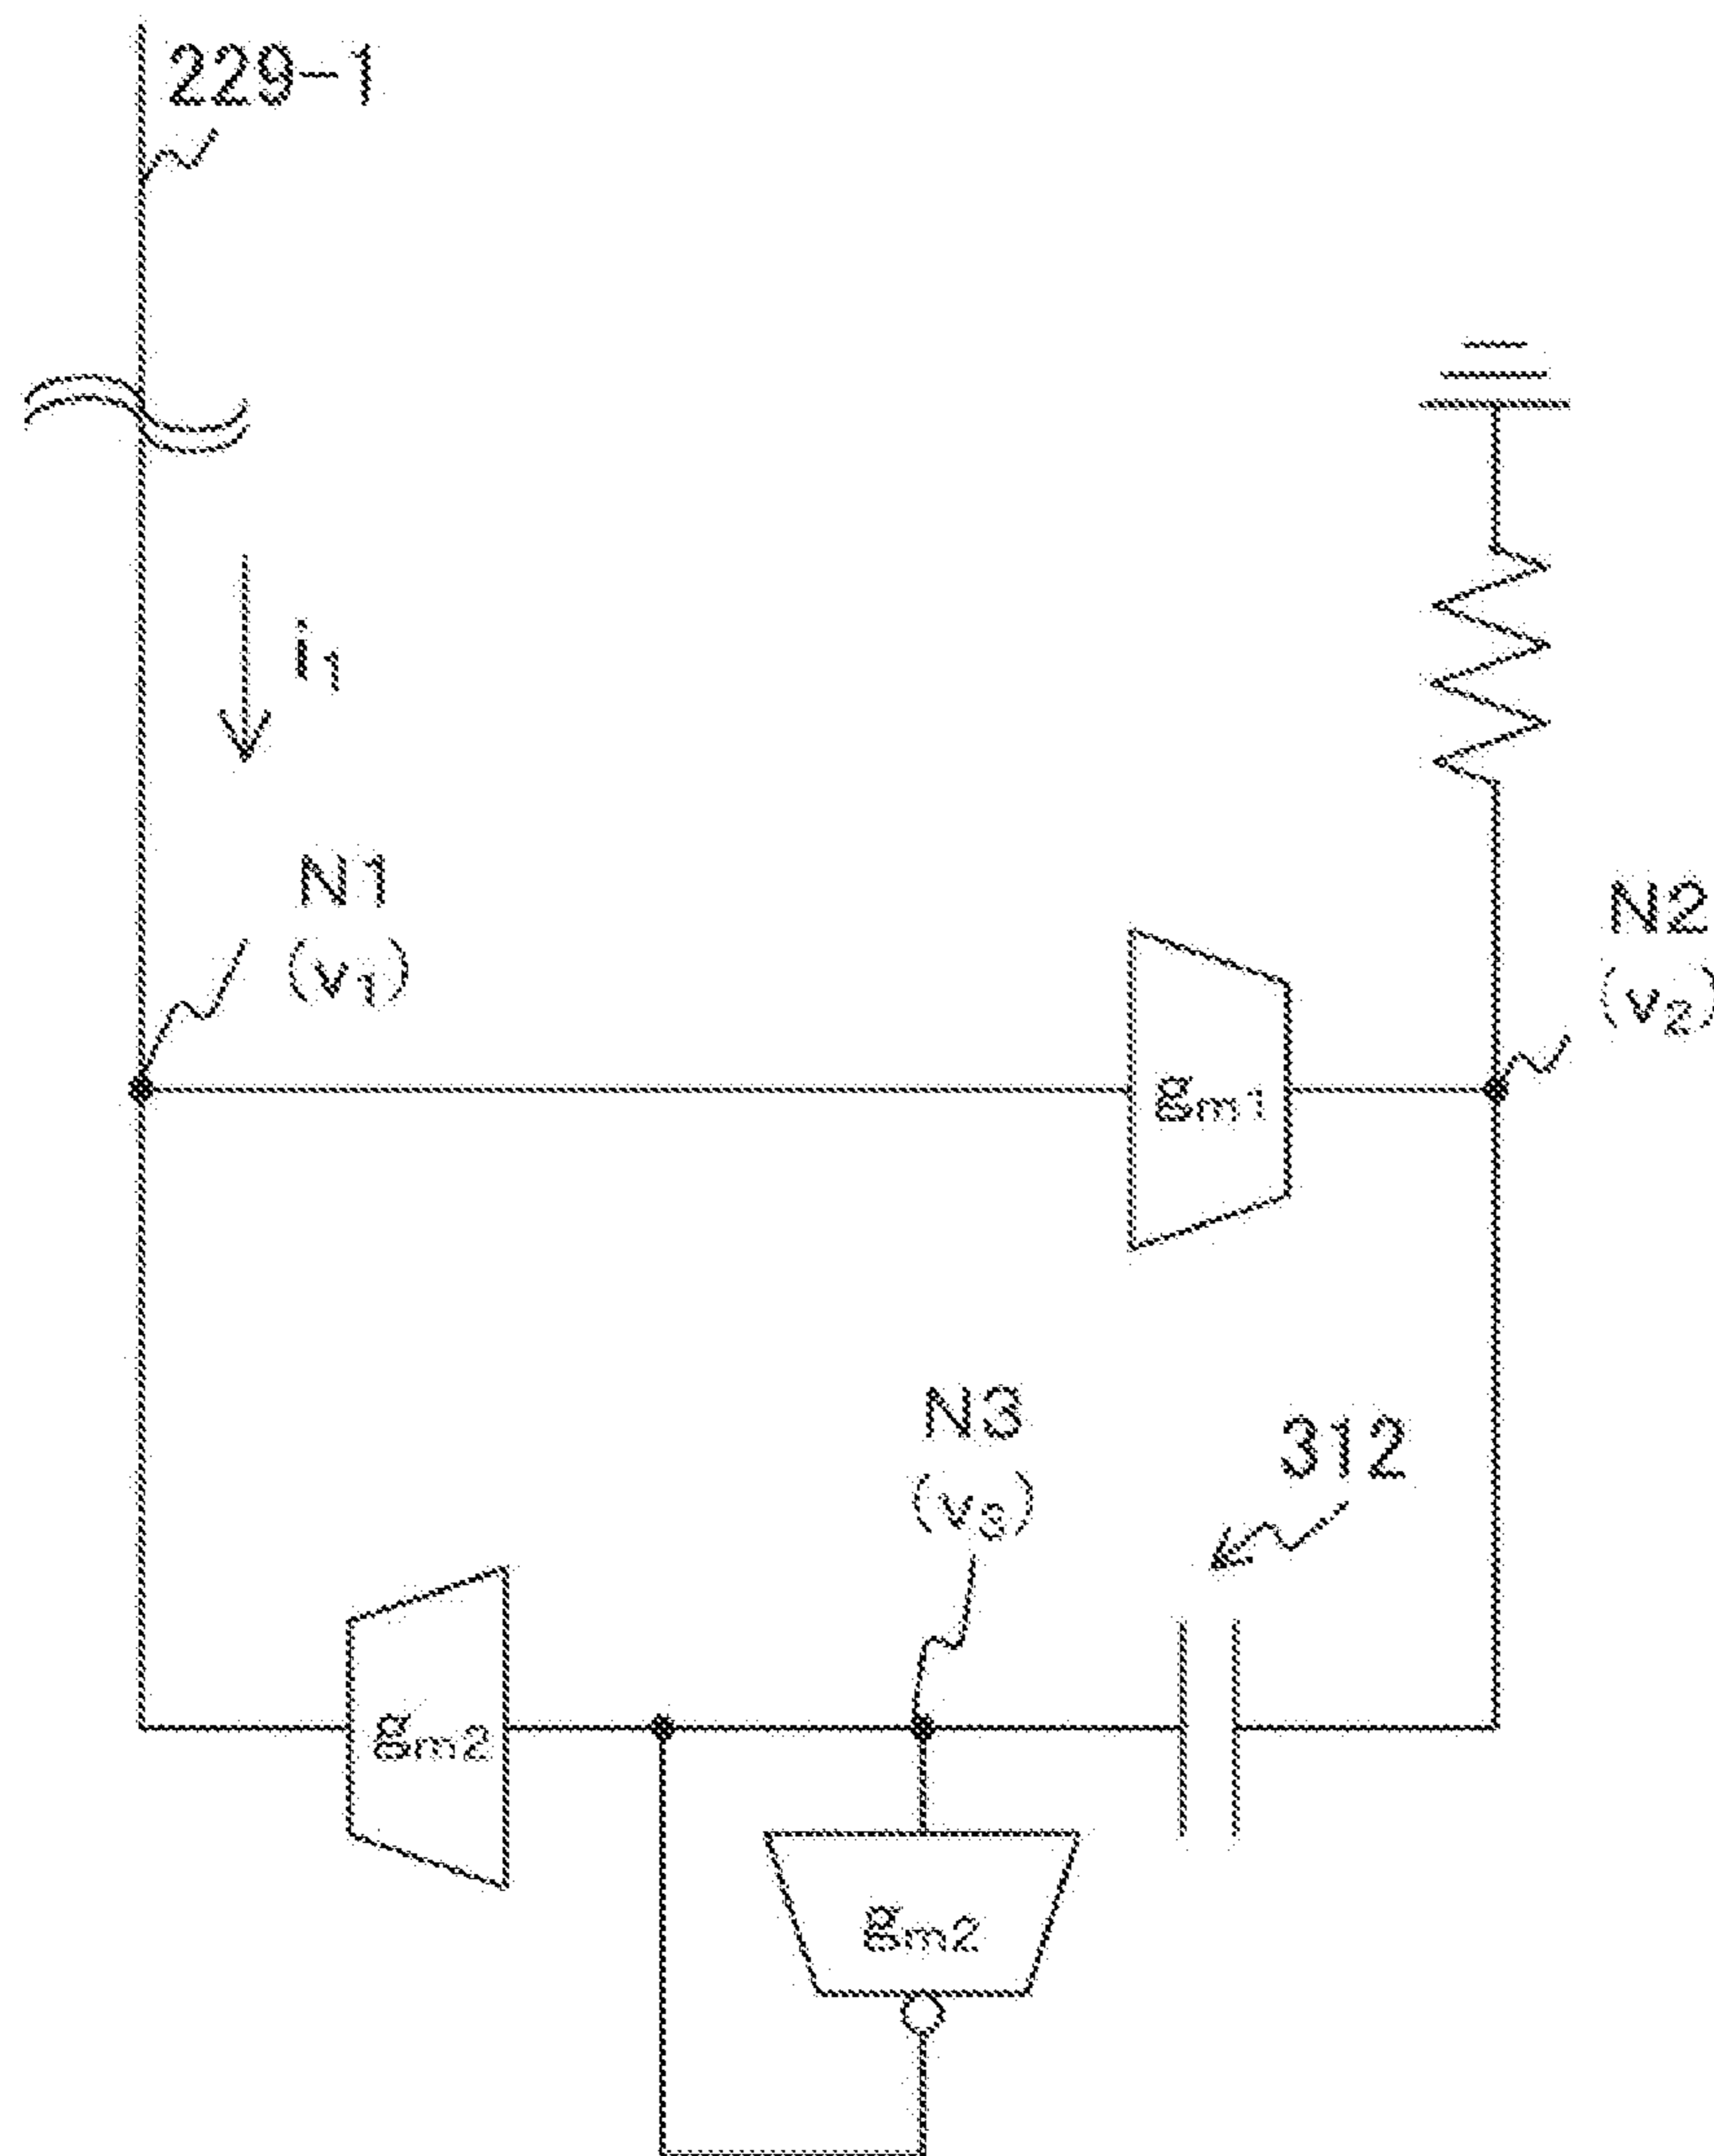 229-1
i₁
N1
(v₁)
N2
(v₂)
gm1
N3
(v₃)
312
gm2
gm2